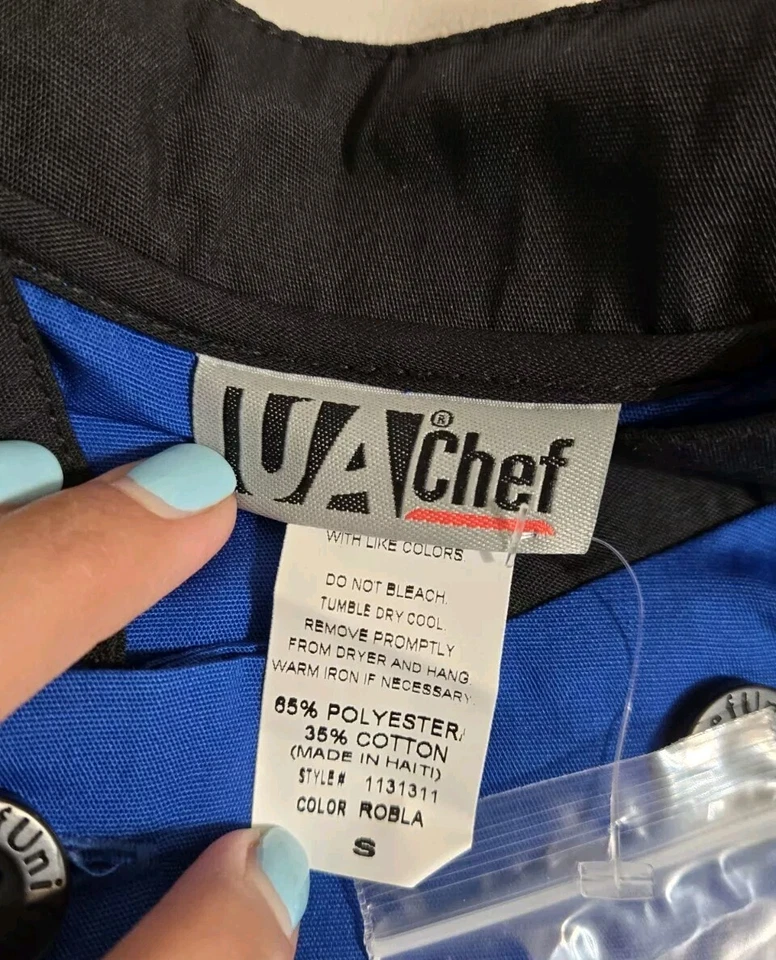 UA® Chef
WITH LIKE COLORS.
DO NOT BLEACH.
TUMBLE DRY COOL.
REMOVE PROMPTLY
FROM DRYER AND HANG.
WARM IRON IF NECESSARY.
65% POLYESTER/
35% COTTON
(MADE IN HAITI)
STYLE# 1131311
COLOR ROBLA
S